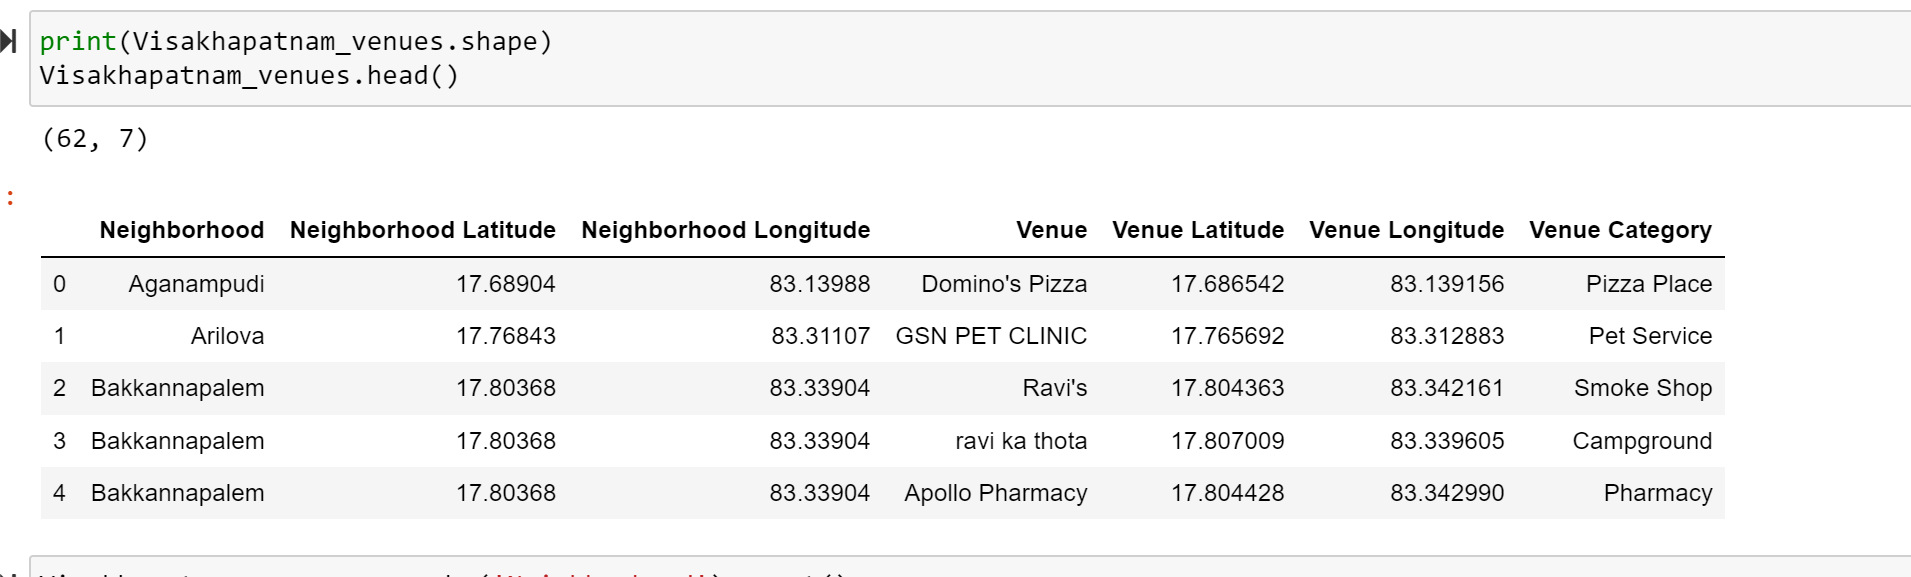 print(Visakhapatnam_venues.shape)
Visakhapatnam_venues.head()
(62, 7)
:
Neighborhood Neighborhood Latitude Neighborhood Longitude Venue Venue Latitude Venue Longitude Venue Category
0 Aganampudi 17.68904 83.13988 Domino's Pizza 17.686542 83.139156 Pizza Place
1 Arilova 17.76843 83.31107 GSN PET CLINIC 17.765692 83.312883 Pet Service
2 Bakkannapalem 17.80368 83.33904 Ravi's 17.804363 83.342161 Smoke Shop
3 Bakkannapalem 17.80368 83.33904 ravi ka thota 17.807009 83.339605 Campground
4 Bakkannapalem 17.80368 83.33904 Apollo Pharmacy 17.804428 83.342990 Pharmacy